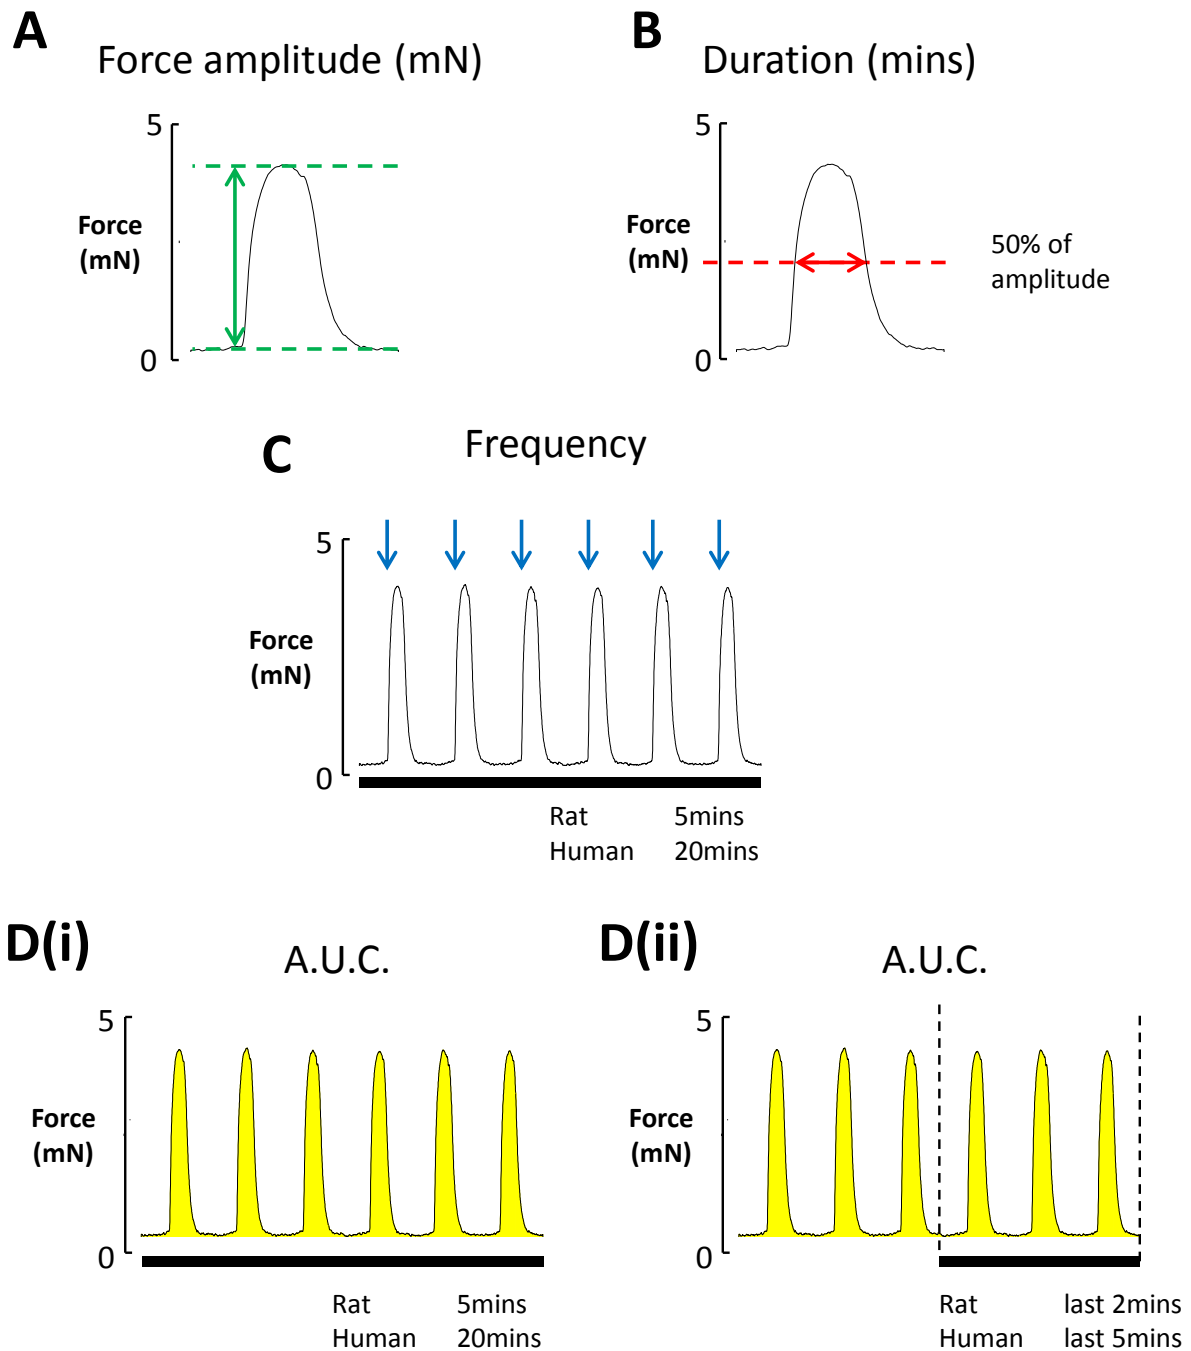 A
Force amplitude (mN)
5
Force
(mN)
0
B
Duration (mins)
5
Force
(mN)
0
50% of
amplitude
C
Frequency
5
Force
(mN)
0
Rat 5mins
Human 20mins
D(i)
A.U.C.
5
Force
(mN)
0
Rat 5mins
Human 20mins
D(ii)
A.U.C.
5
Force
(mN)
0
Rat last 2mins
Human last 5mins